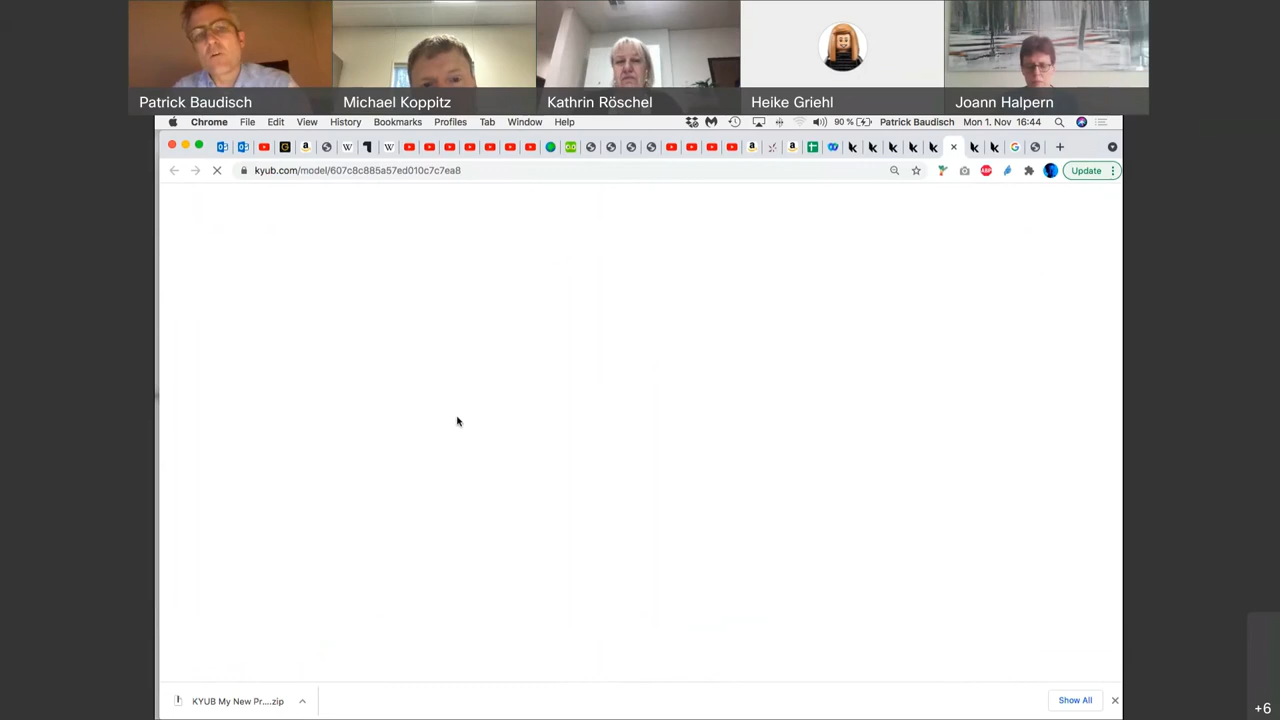 Patrick Baudisch
Michael Koppitz
Kathrin Röschel
Heike Griehl
Joann Halpern
Chrome File Edit View History Bookmarks Profiles Tab Window Help 90 % Patrick Baudisch Mon 1. Nov 16:44
kyub.com/model/607c8c885a57ed010c7c7ea8 ABP Update
KYUB My New Pr....zip Show All
+6